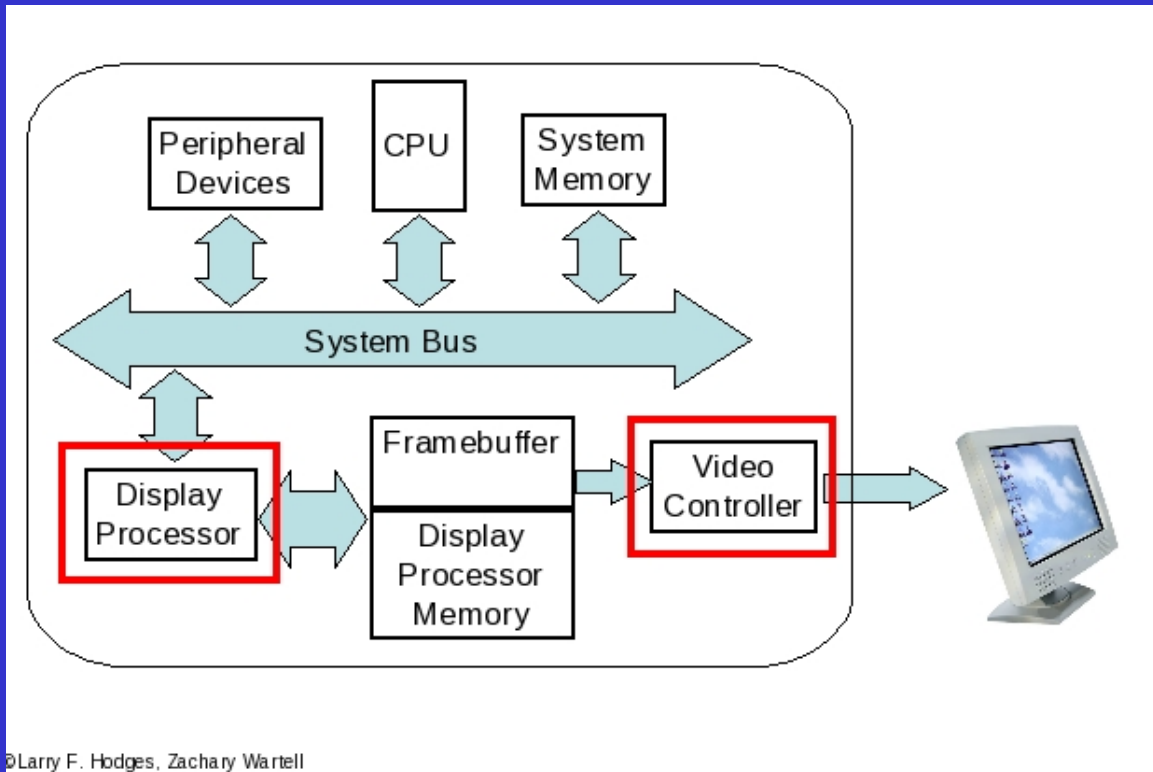 Peripheral
Devices
CPU
System
Memory
System Bus
Display
Processor
Framebuffer
Display
Processor
Memory
Video
Controller
©Larry F. Hodges, Zachary Wartell